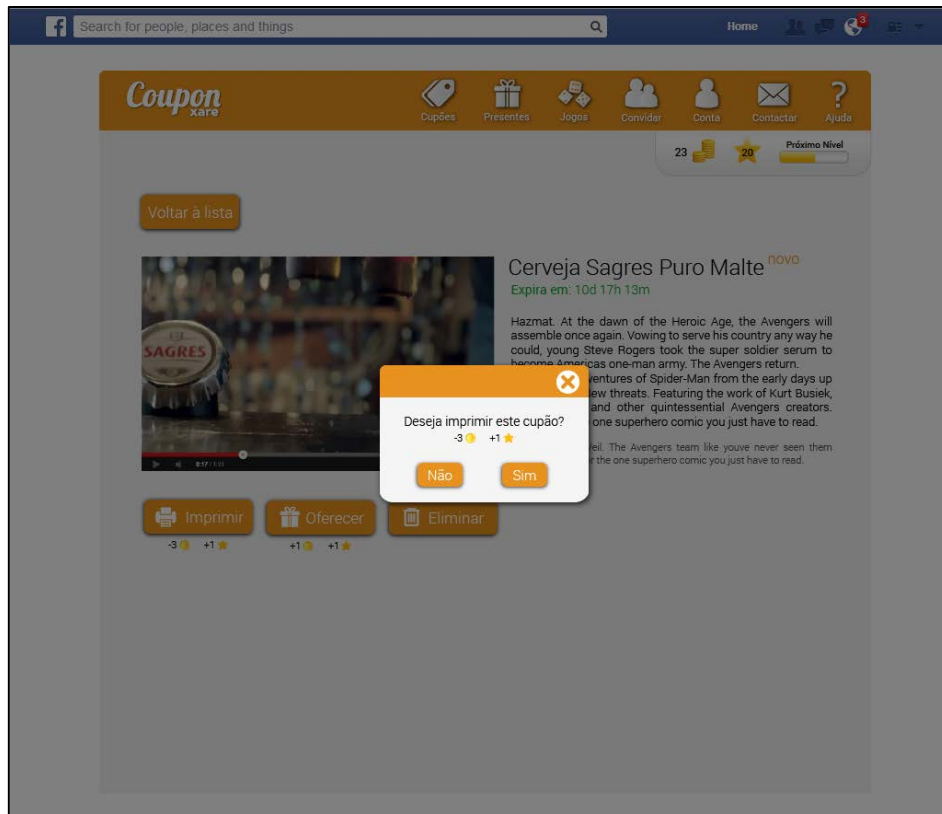 Search for people, places and things
Home
3
Coupon
xare
Cupões
Presentes
Jogos
Convidar
Conta
Contactar
Ajuda
23
20
Próximo Nível
Voltar à lista
SAGRES
0:17 / 1:23
Cerveja Sagres Puro Malte novo
Expira em: 10d 17h 13m
Hazmat. At the dawn of the Heroic Age, the Avengers will
assemble once again. Vowing to serve his country any way he
could, young Steve Rogers took the super soldier serum to
become Americas one-man army. The Avengers return.
entures of Spider-Man from the early days up
ew threats. Featuring the work of Kurt Busiek,
and other quintessential Avengers creators.
one superhero comic you just have to read.
eil. The Avengers team like youve never seen them
r the one superhero comic you just have to read.
Deseja imprimir este cupão?
-3 +1
Não
Sim
Imprimir
-3 +1
Oferecer
+1 +1
Eliminar